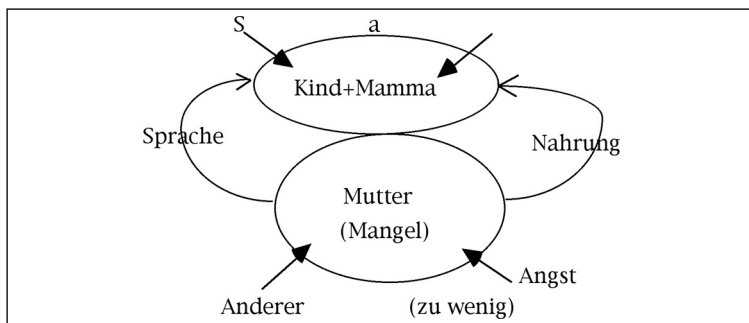 S a
Kind+Mamma
Sprache
Nahrung
Mutter
(Mangel)
Angst
Anderer (zu wenig)